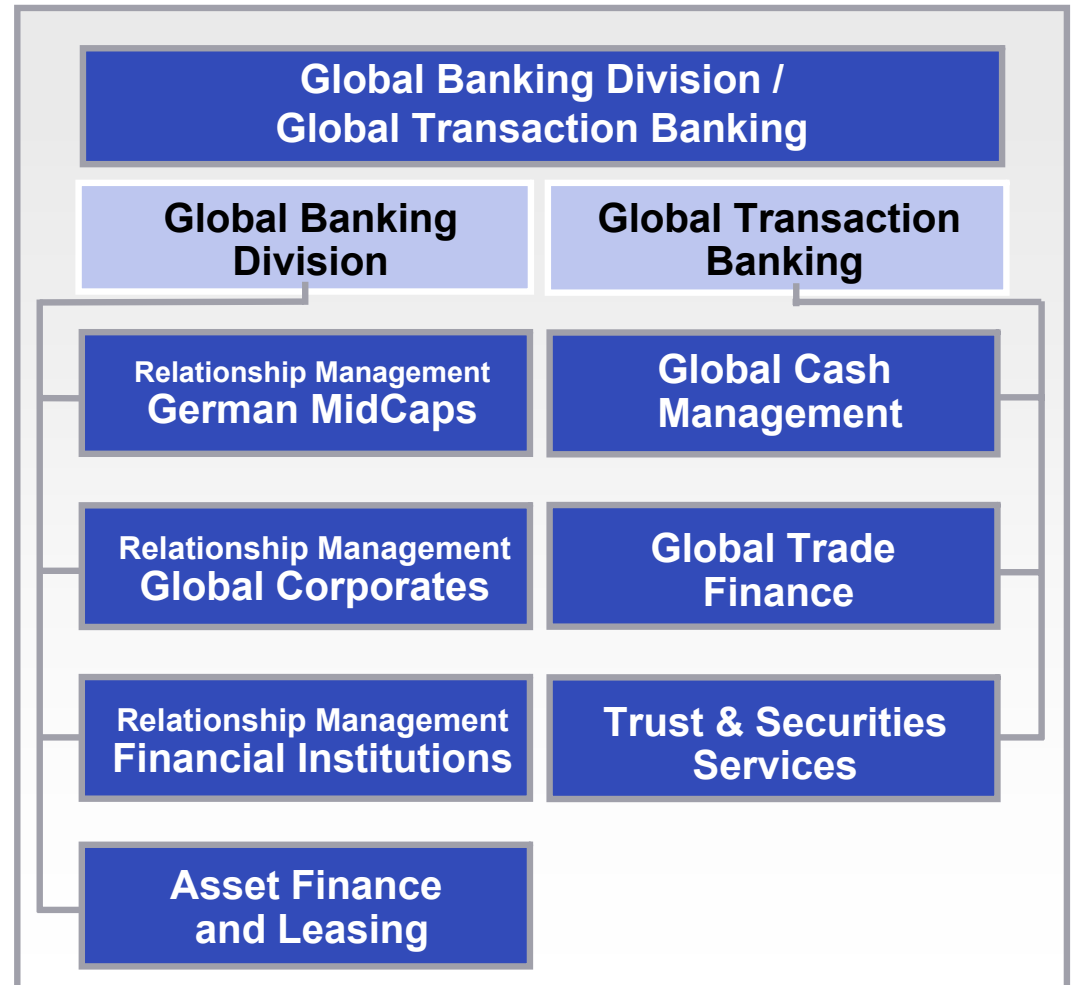 Global Banking Division /
Global Transaction Banking
Global Banking
Division
Global Transaction
Banking
Relationship Management
German MidCaps
Global Cash
Management
Relationship Management
Global Corporates
Global Trade
Finance
Relationship Management
Financial Institutions
Trust & Securities
Services
Asset Finance
and Leasing